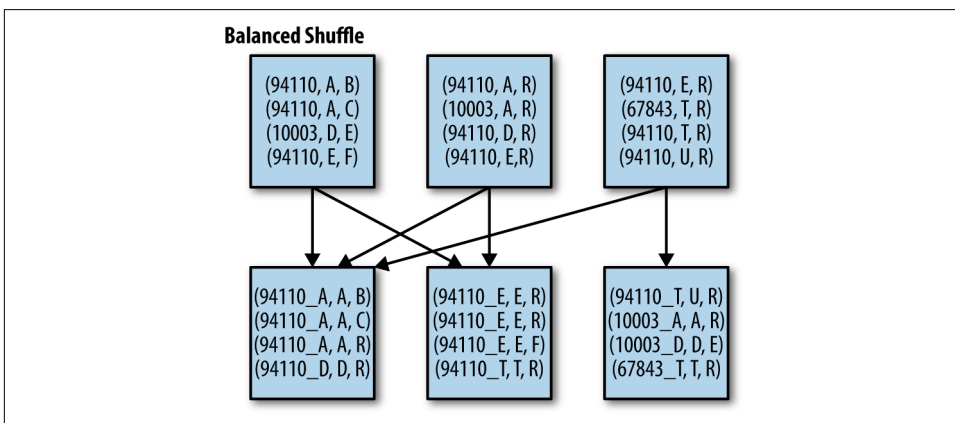 Balanced Shuffle
(94110, A, B)
(94110, A, C)
(10003, D, E)
(94110, E, F)
(94110, A, R)
(10003, A, R)
(94110, D, R)
(94110, E,R)
(94110, E, R)
(67843, T, R)
(94110, T, R)
(94110, U, R)
(94110_A, A, B)
(94110_A, A, C)
(94110_A, A, R)
(94110_D, D, R)
(94110_E, E, R)
(94110_E, E, R)
(94110_E, E, F)
(94110_T, T, R)
(94110_T, U, R)
(10003_A, A, R)
(10003_D, D, E)
(67843_T, T, R)